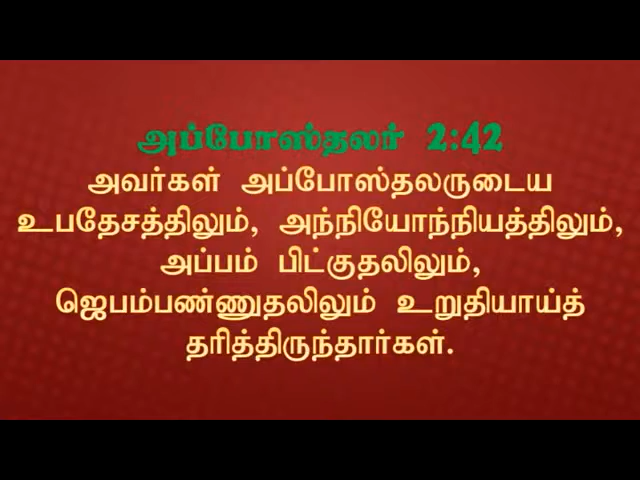 அப்போஸ்தலர் 2:42
அவர்கள் அப்போஸ்தலருடைய
உபதேசத்திலும், அந்நியோந்நியத்திலும்,
அப்பம் பிட்குதலிலும்,
ஜெபம்பண்ணுதலிலும் உறுதியாய்த்
தரித்திருந்தார்கள்.